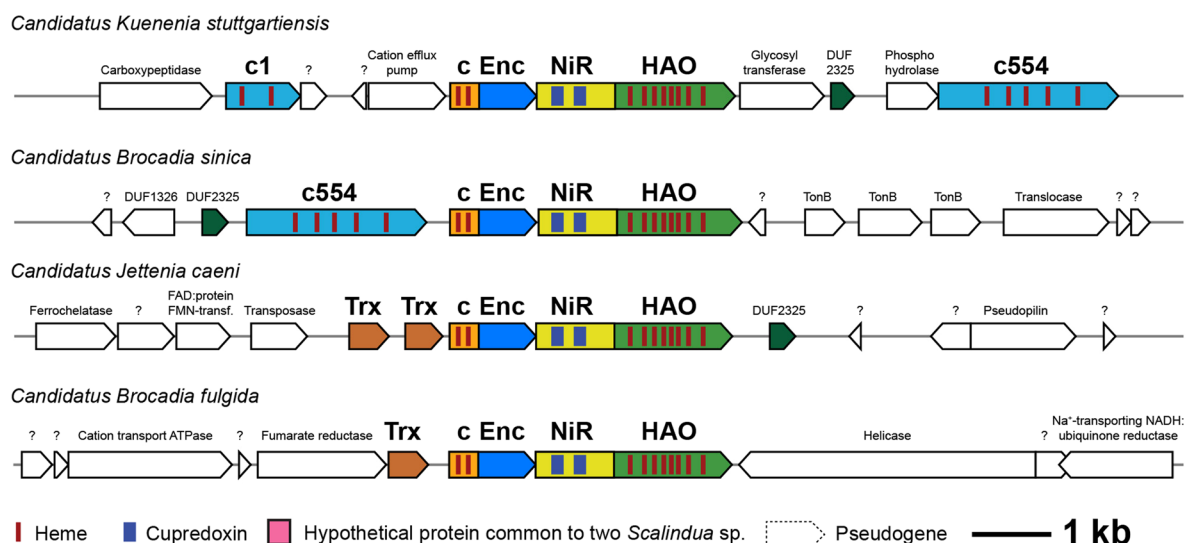 Candidatus Kuenenia stuttgartiensis
Carboxypeptidase
c1
?
?
Cation efflux
pump
c Enc NiR HAO
Glycosyl
transferase
DUF
2325
Phospho
hydrolase
c554
Candidatus Brocadia sinica
?
DUF1326
DUF2325
c554
c Enc NiR HAO
?
TonB
TonB
TonB
Translocase
?
?
Candidatus Jettenia caeni
Ferrochelatase
?
FAD:protein
FMN-transf.
Transposase
Trx
Trx
c Enc NiR HAO
DUF2325
?
?
Pseudopilin
?
Candidatus Brocadia fulgida
?
?
Cation transport ATPase
?
Fumarate reductase
Trx
c Enc NiR HAO
Helicase
?
Na⁺-transporting NADH:
ubiquinone reductase
Heme
Cupredoxin
Hypothetical protein common to two Scalindua sp.
Pseudogene
1 kb